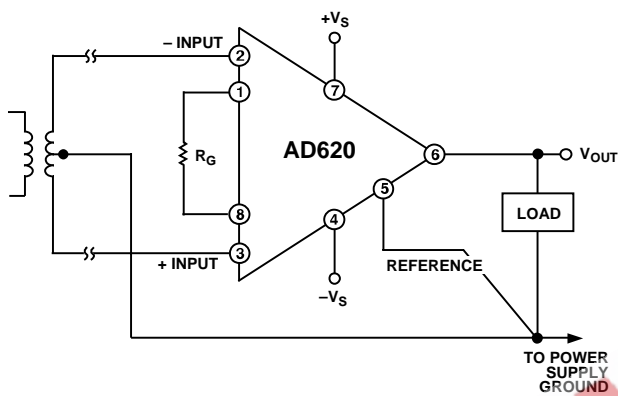 +VS
– INPUT
2
1
7
RG
AD620
6
VOUT
5
8
4
LOAD
3
+ INPUT
REFERENCE
–VS
TO POWER
SUPPLY
GROUND